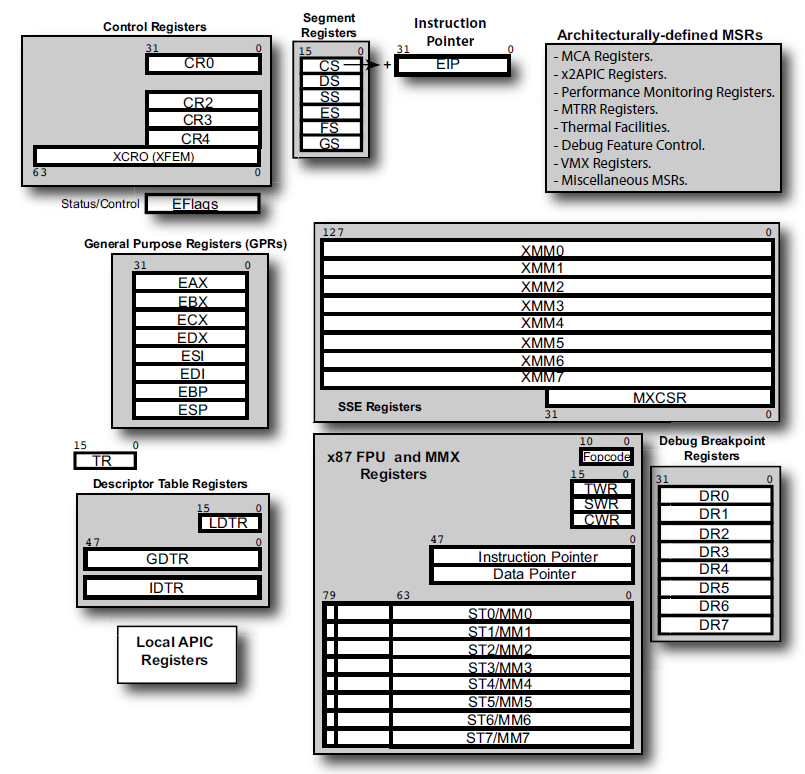 Control Registers
31 0
CR0
CR2
CR3
CR4
XCRO (XFEM)
63 0
Status/Control EFlags
Segment
Registers
15 0
CS
DS
SS
ES
FS
GS
Instruction
Pointer
31 0
+ EIP
Architecturally-defined MSRs
- MCA Registers.
- x2APIC Registers.
- Performance Monitoring Registers.
- MTRR Registers.
- Thermal Facilities.
- Debug Feature Control.
- VMX Registers.
- Miscellaneous MSRs.
General Purpose Registers (GPRs)
31 0
EAX
EBX
ECX
EDX
ESI
EDI
EBP
ESP
127 0
XMM0
XMM1
XMM2
XMM3
XMM4
XMM5
XMM6
XMM7
SSE Registers
MXCSR
31 0
15 0
TR
Descriptor Table Registers
15 0
LDTR
47 0
GDTR
IDTR
Local APIC
Registers
x87 FPU and MMX
Registers
10 0
Fopcode
15 0
TWR
SWR
CWR
47 0
Instruction Pointer
Data Pointer
79 63 0
ST0/MM0
ST1/MM1
ST2/MM2
ST3/MM3
ST4/MM4
ST5/MM5
ST6/MM6
ST7/MM7
Debug Breakpoint
Registers
31 0
DR0
DR1
DR2
DR3
DR4
DR5
DR6
DR7